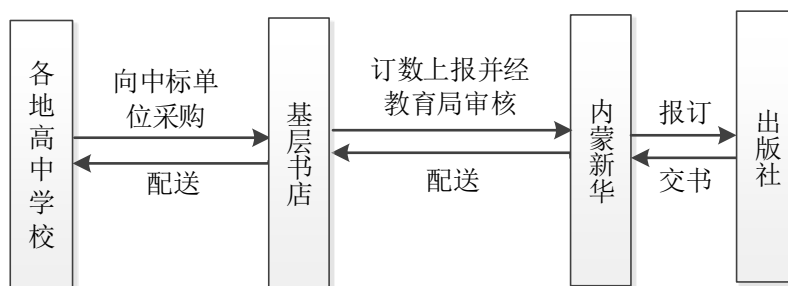 各地高中学校
向中标单
位采购
配送
基层书店
订数上报并经
教育局审核
配送
内蒙新华
报订
交书
出版社